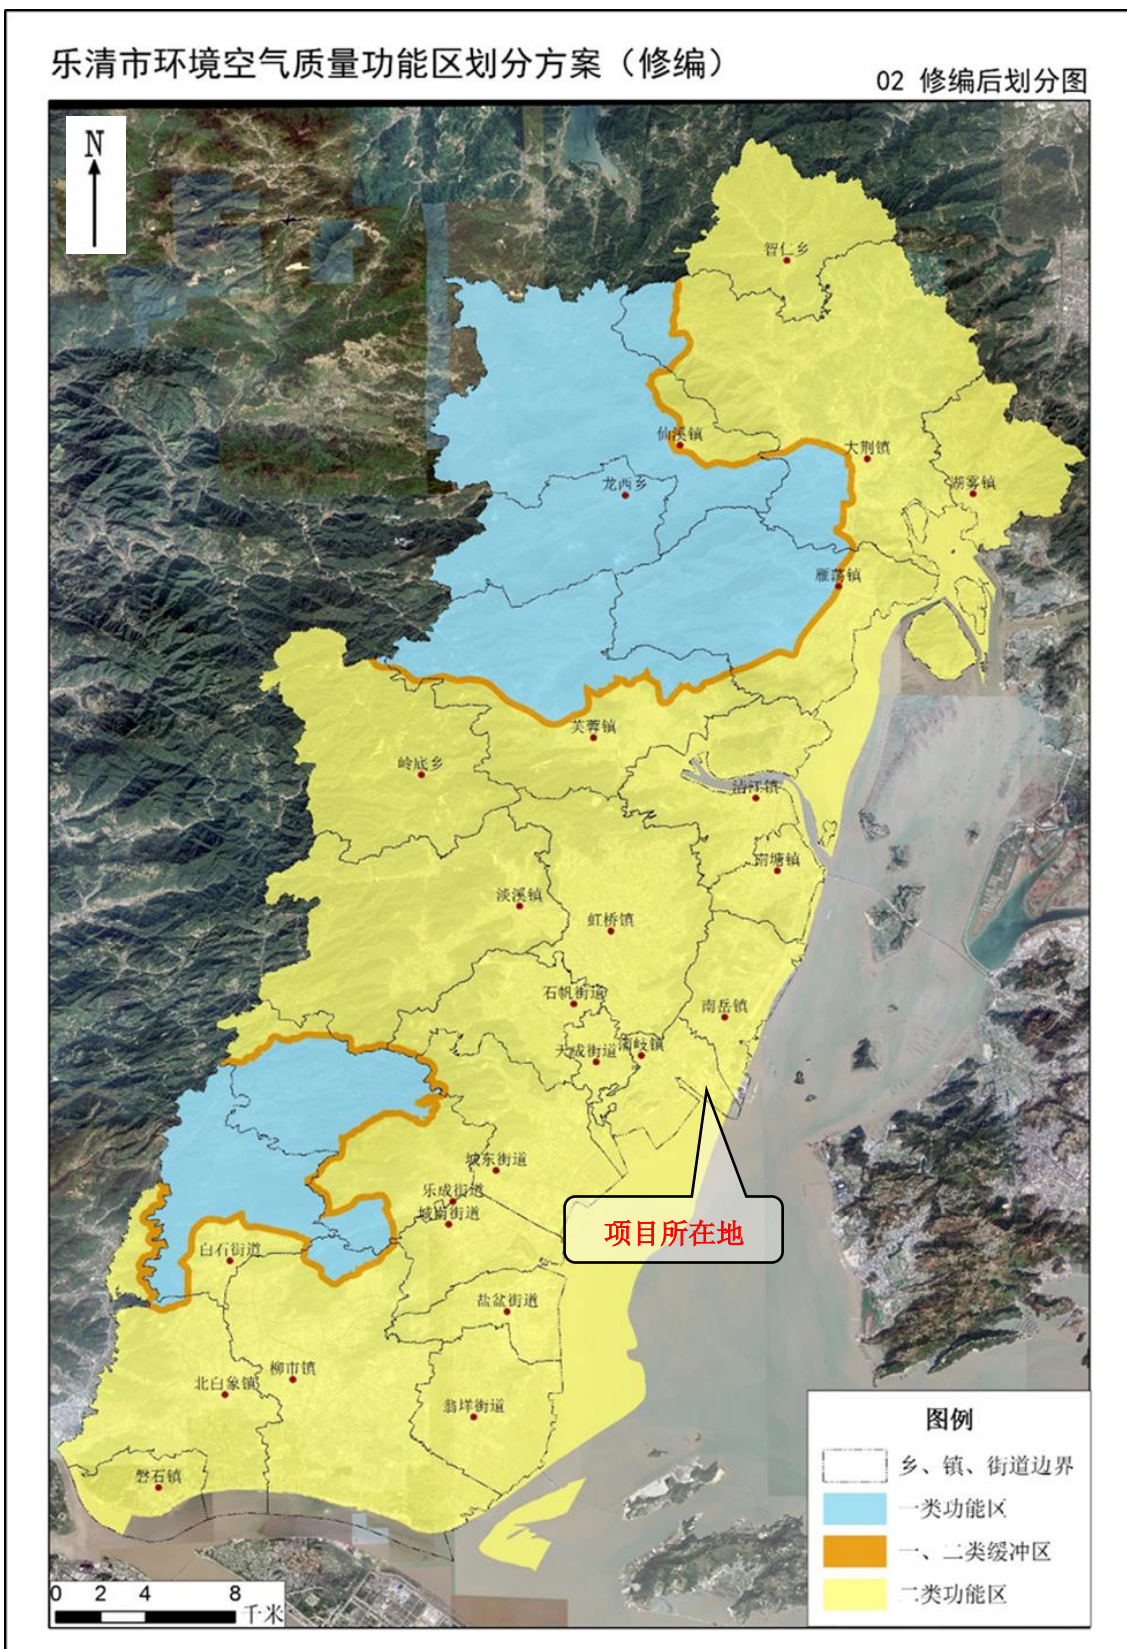 乐清市环境空气质量功能区划分方案（修编）
02 修编后划分图
N
智仁乡
仙溪镇
大荆镇
龙西乡
湖雾镇
雁荡镇
芙蓉镇
岭底乡
清江镇
南塘镇
淡溪镇
虹桥镇
石帆街道
南岳镇
天成街道
蒲岐镇
城东街道
乐成街道
城南街道
项目所在地
白石街道
盐盆街道
柳市镇
北白象镇
翁垟街道
磐石镇
图例
乡、镇、街道边界
一类功能区
一、二类缓冲区
二类功能区
0 2 4 8
千米